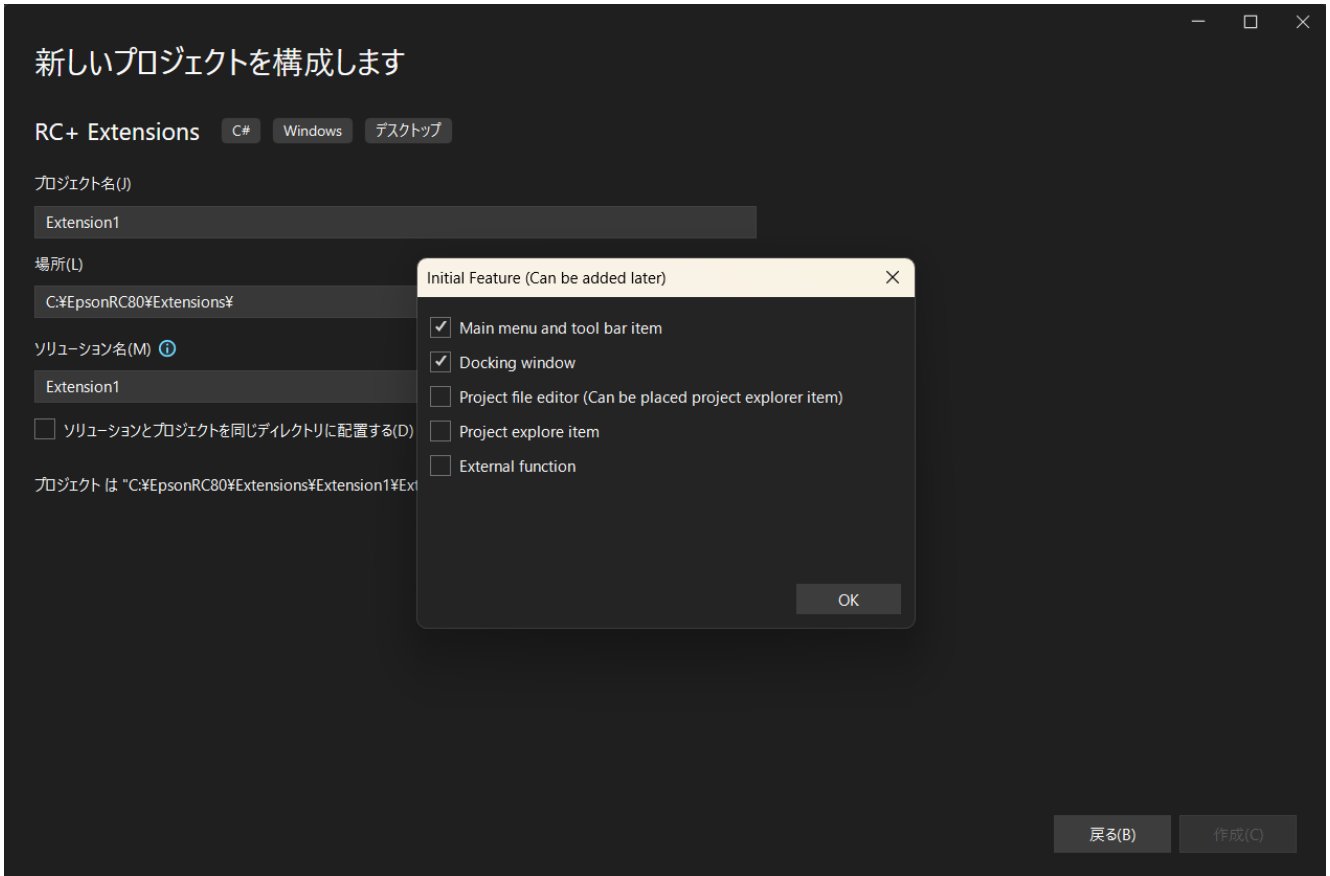 新しいプロジェクトを構成します
RC+ Extensions C# Windows デスクトップ
プロジェクト名(J)
Extension1
場所(L)
C:¥EpsonRC80¥Extensions¥
ソリューション名(M)
Extension1
ソリューションとプロジェクトを同じディレクトリに配置する(D)
プロジェクト は "C:¥EpsonRC80¥Extensions¥Extension1¥Ext
Initial Feature (Can be added later)
Main menu and tool bar item
Docking window
Project file editor (Can be placed project explorer item)
Project explore item
External function
OK
戻る(B)
作成(C)